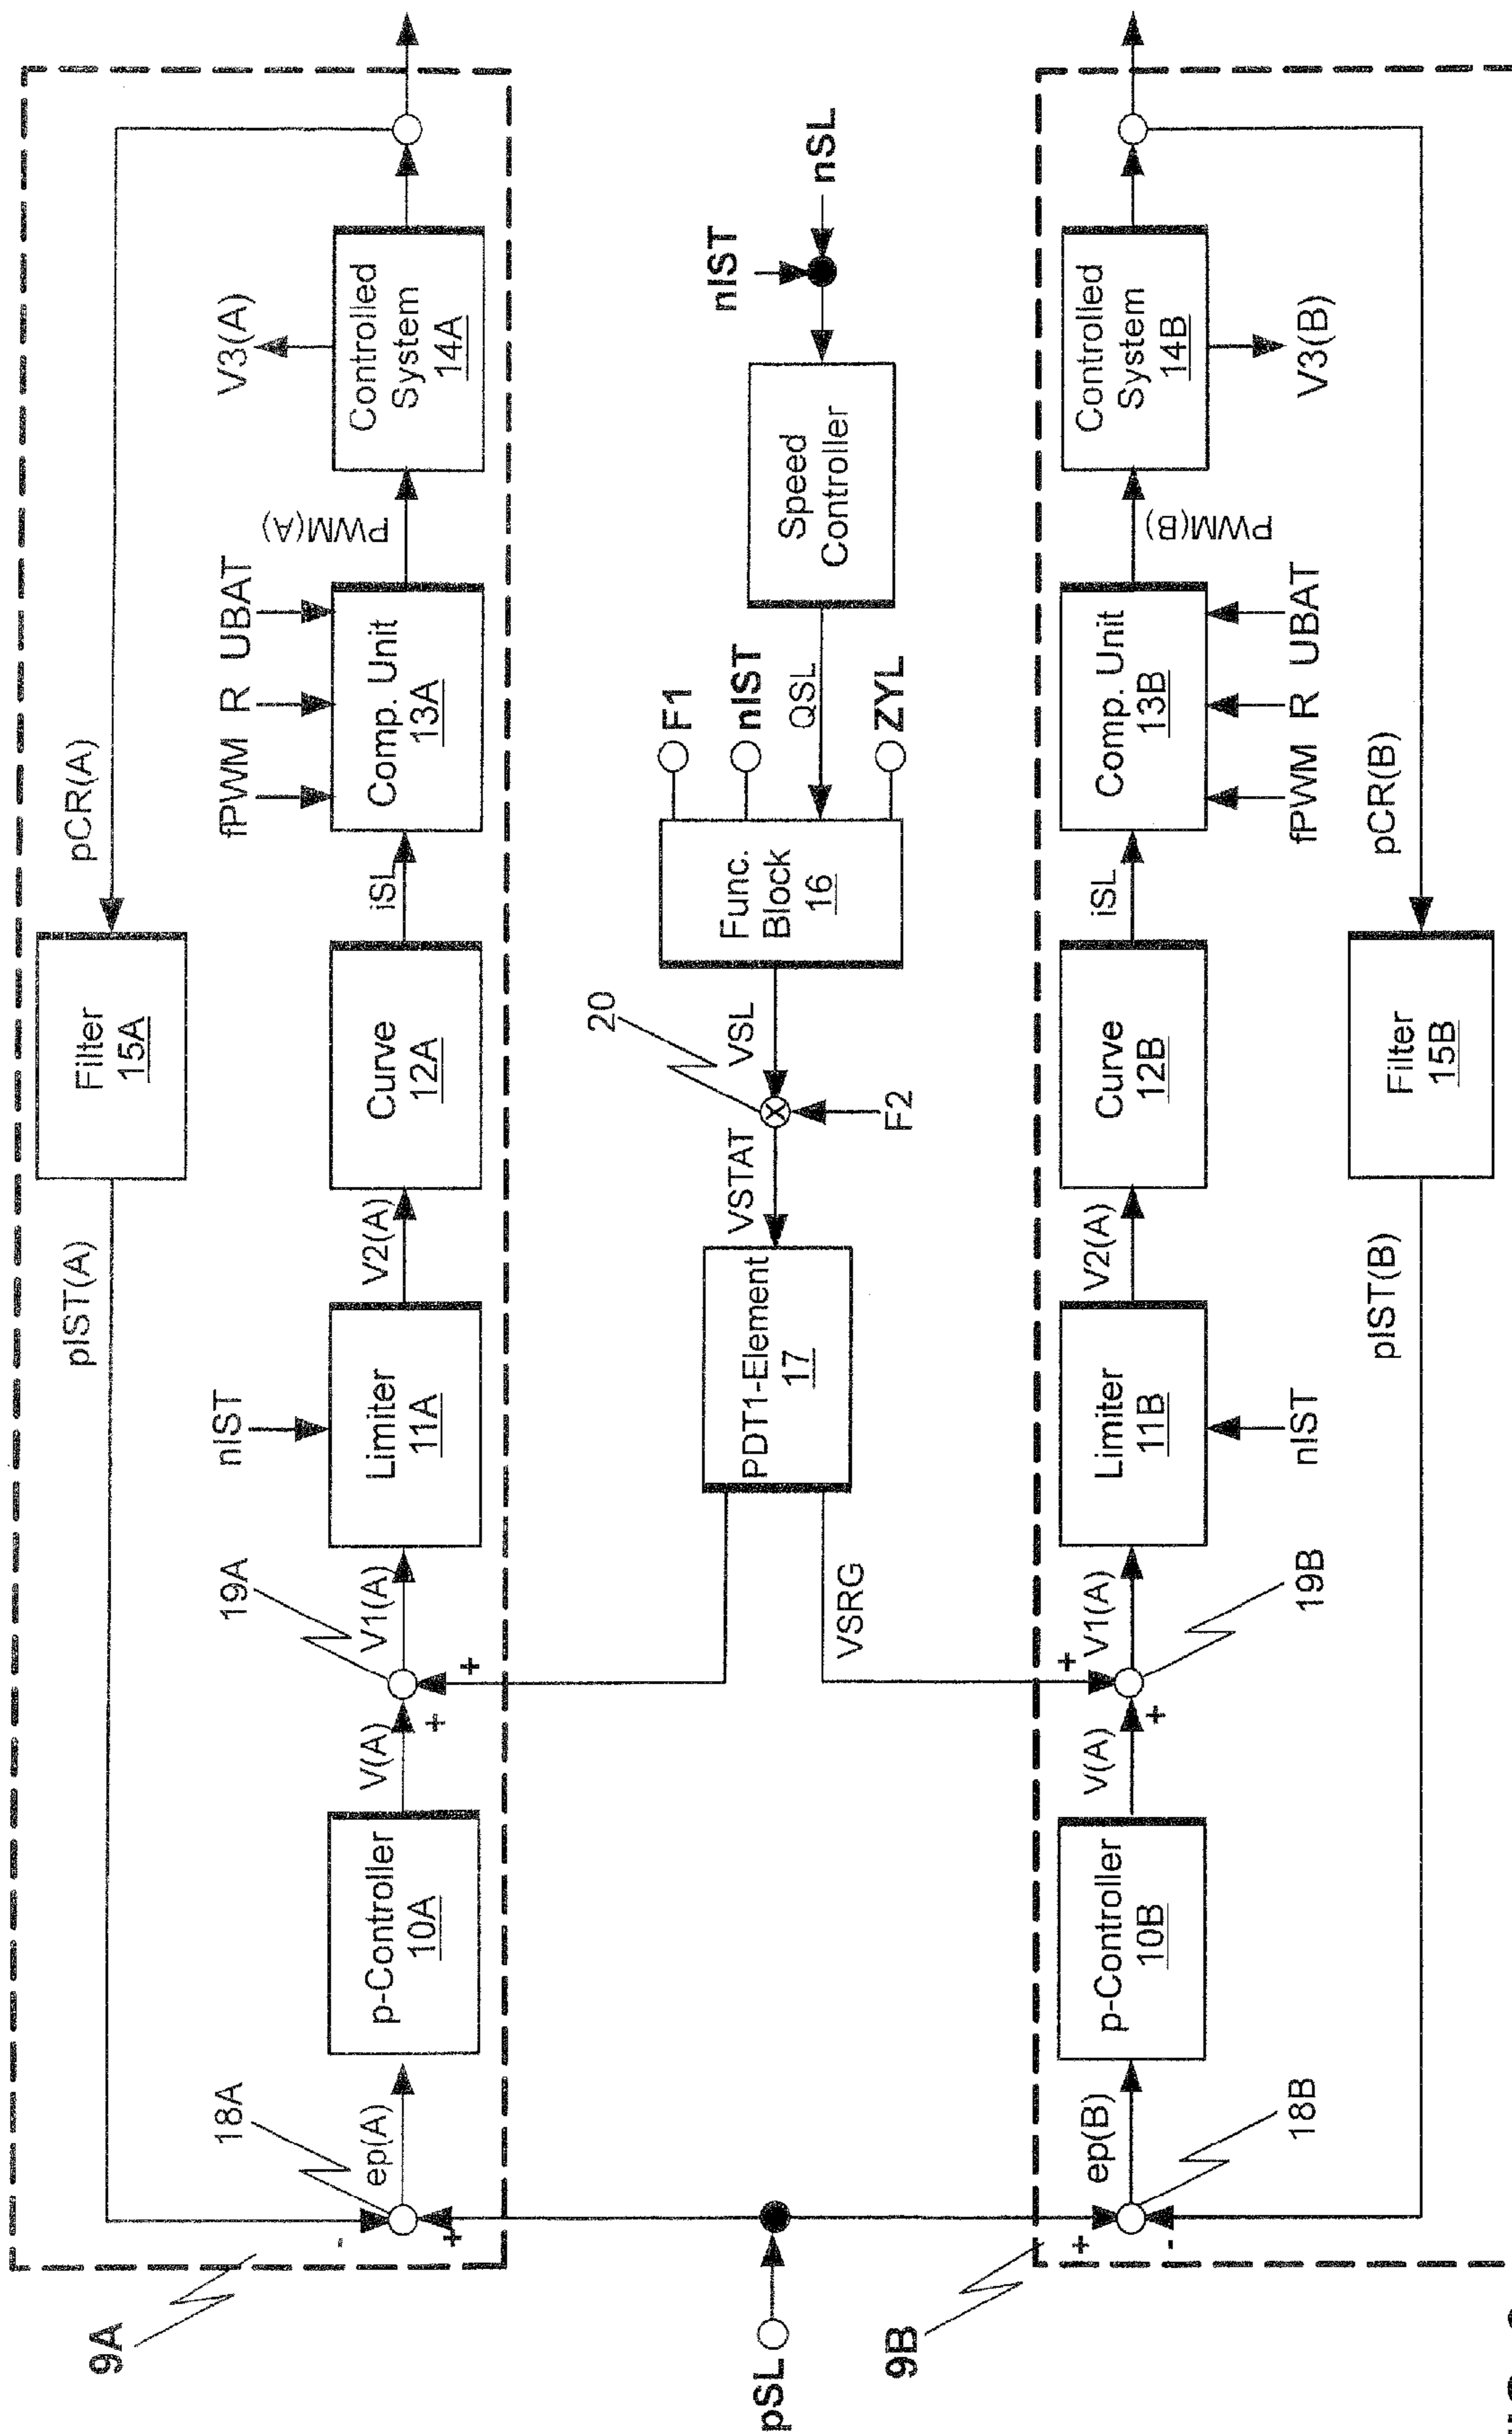 pCR(A)
Filter
15A
pIST(A)
V3(A)
UBAT
R
fPWM
nIST
19A
18A
9A
Controlled
System
14A
PWM(A)
Comp. Unit
13A
iSL
Curve
12A
V2(A)
Limiter
11A
V1(A)
+
+
V(A)
p-Controller
10A
ep(A)
-
+
nSL
nIST
Speed
Controller
QSL
F1
nIST
ZYL
Func.
Block
16
VSL
20
F2
VSTAT
PDT1-Element
17
VSRG
pSL
9B
Controlled
System
14B
V3(B)
PWM(B)
Comp. Unit
13B
fPWM
R
UBAT
iSL
Curve
12B
V2(A)
Limiter
11B
nIST
V1(A)
19B
+
+
V(A)
p-Controller
10B
ep(B)
18B
+
-
pCR(B)
Filter
15B
pIST(B)